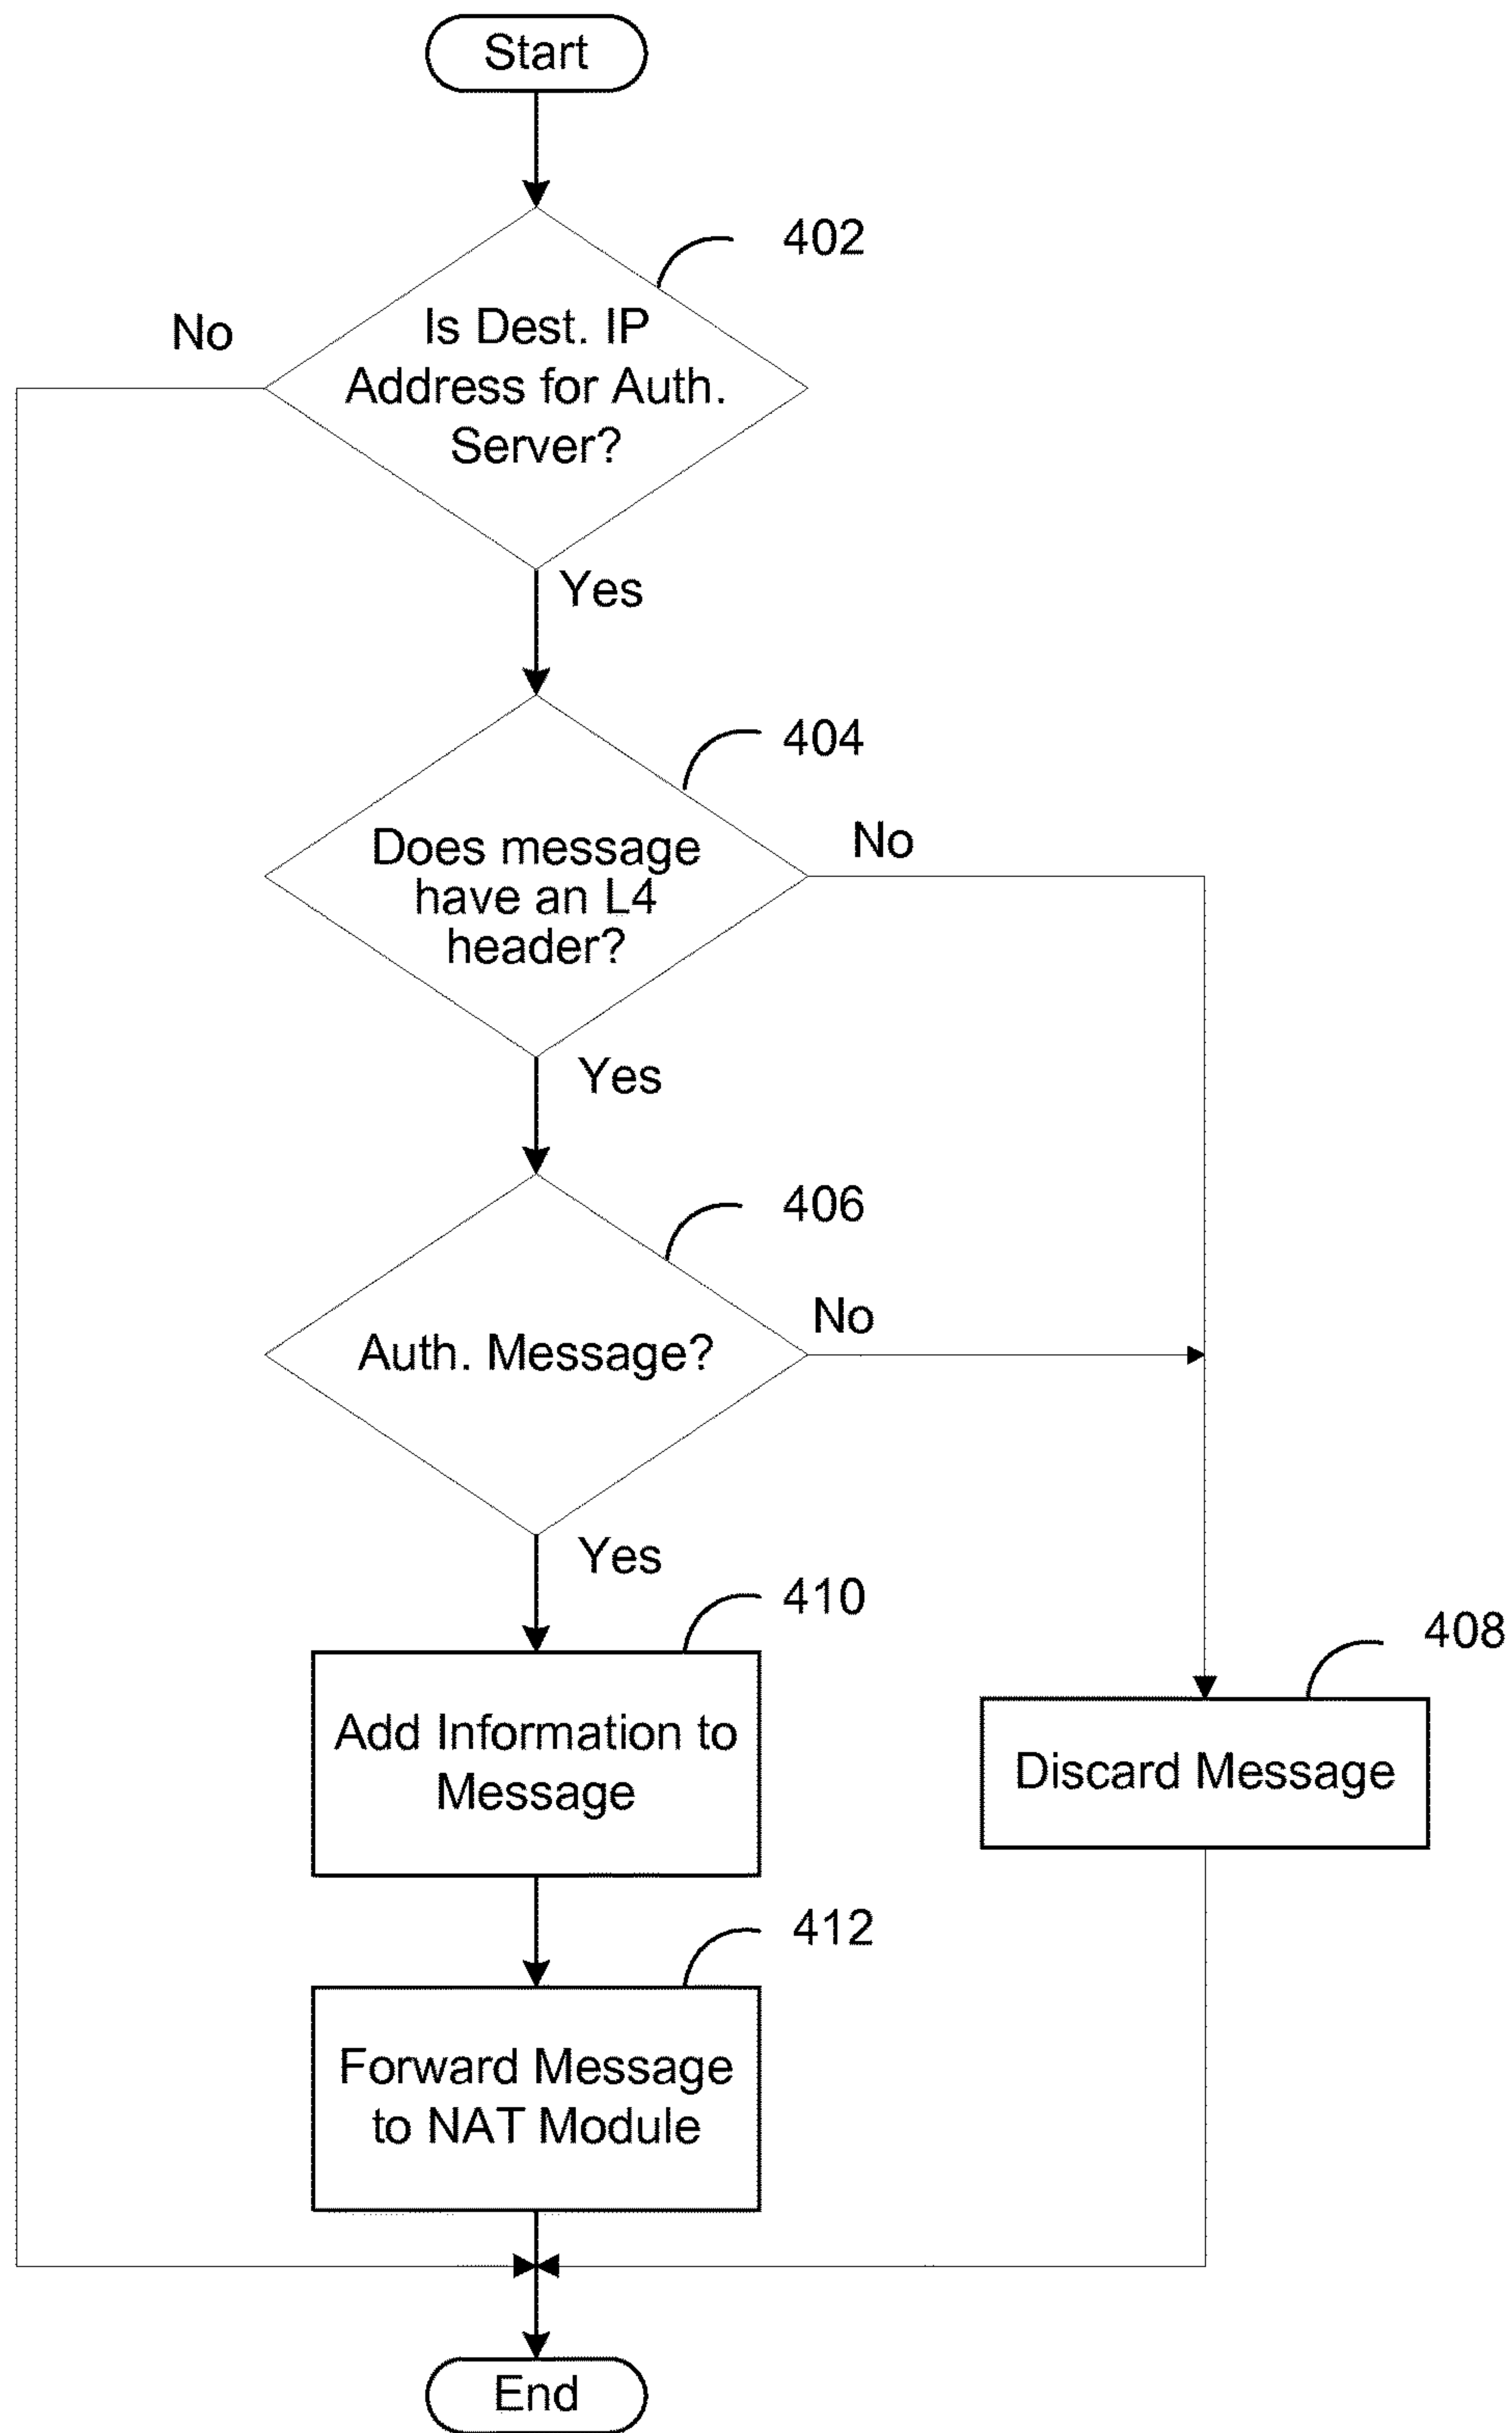 Start
402
No
Is Dest. IP
Address for Auth.
Server?
Yes
404
Does message
have an L4
header?
No
Yes
406
Auth. Message?
No
Yes
410
Add Information to
Message
408
Discard Message
412
Forward Message
to NAT Module
End